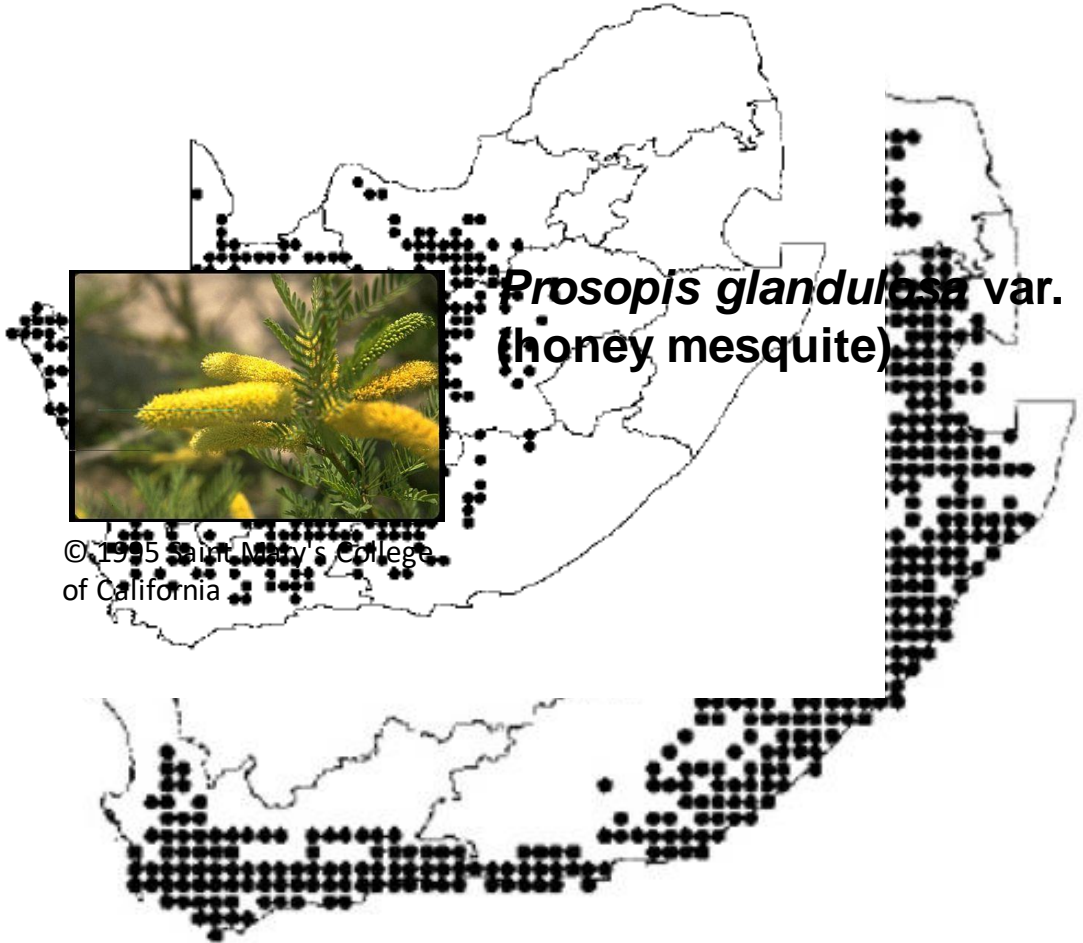 Prosopis glandulosa var.
(honey mesquite)
© 1995 Saint Mary's College
of California